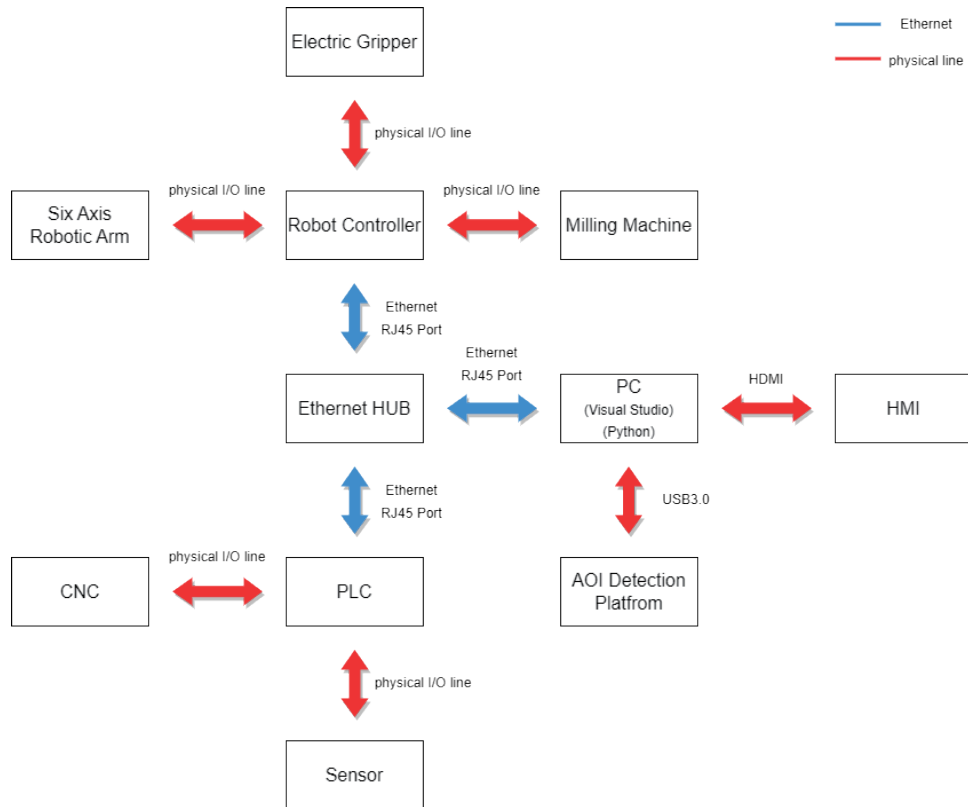 Ethernet
Electric Gripper
physical line
physical I/O line
physical I/O line
physical I/O line
Six Axis
Robotic Arm
Robot Controller
Milling Machine
Ethernet
RJ45 Port
Ethernet
RJ45 Port
HDMI
Ethernet HUB
PC
(Visual Studio)
(Python)
HMI
Ethernet
RJ45 Port
USB3.0
physical I/O line
CNC
PLC
AOI Detection
Platfrom
physical I/O line
Sensor